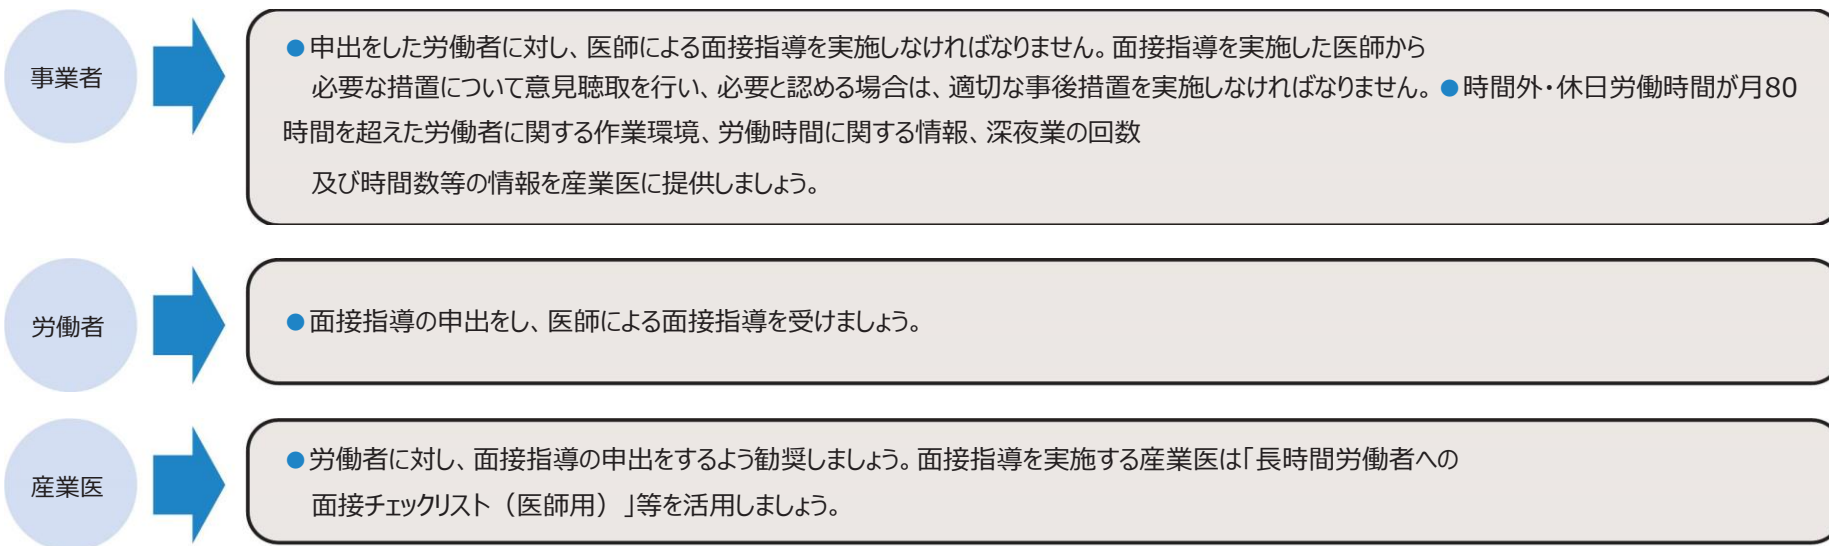 事業者
●申出をした労働者に対し、医師による面接指導を実施しなければなりません。面接指導を実施した医師から
必要な措置について意見聴取を行い、必要と認める場合は、適切な事後措置を実施しなければなりません。●時間外・休日労働時間が月80
時間を超えた労働者に関する作業環境、労働時間に関する情報、深夜業の回数
及び時間数等の情報を産業医に提供しましょう。
労働者
●面接指導の申出をし、医師による面接指導を受けましょう。
産業医
●労働者に対し、面接指導の申出をするよう勧奨しましょう。面接指導を実施する産業医は「長時間労働者への
面接チェックリスト（医師用）」等を活用しましょう。